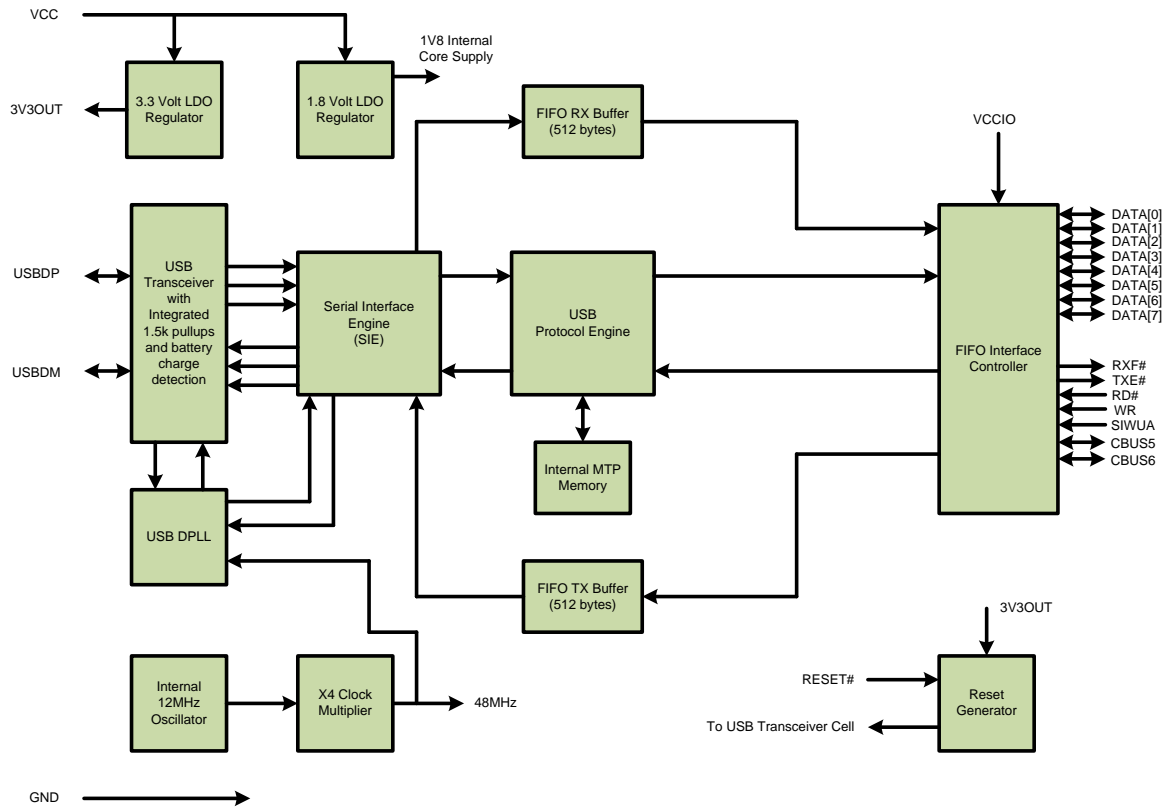 VCC
1V8 Internal
Core Supply
3V3OUT
3.3 Volt LDO
Regulator
1.8 Volt LDO
Regulator
FIFO RX Buffer
(512 bytes)
VCCIO
USBDP
USBDM
USB
Transceiver
with
Integrated
1.5k pullups
and battery
charge
detection
Serial Interface
Engine
(SIE)
USB
Protocol Engine
FIFO Interface
Controller
DATA[0]
DATA[1]
DATA[2]
DATA[3]
DATA[4]
DATA[5]
DATA[6]
DATA[7]
RXF#
TXE#
RD#
WR
SIWUA
CBUS5
CBUS6
Internal MTP
Memory
USB DPLL
FIFO TX Buffer
(512 bytes)
3V3OUT
Internal
12MHz
Oscillator
X4 Clock
Multiplier
48MHz
RESET#
To USB Transceiver Cell
Reset
Generator
GND